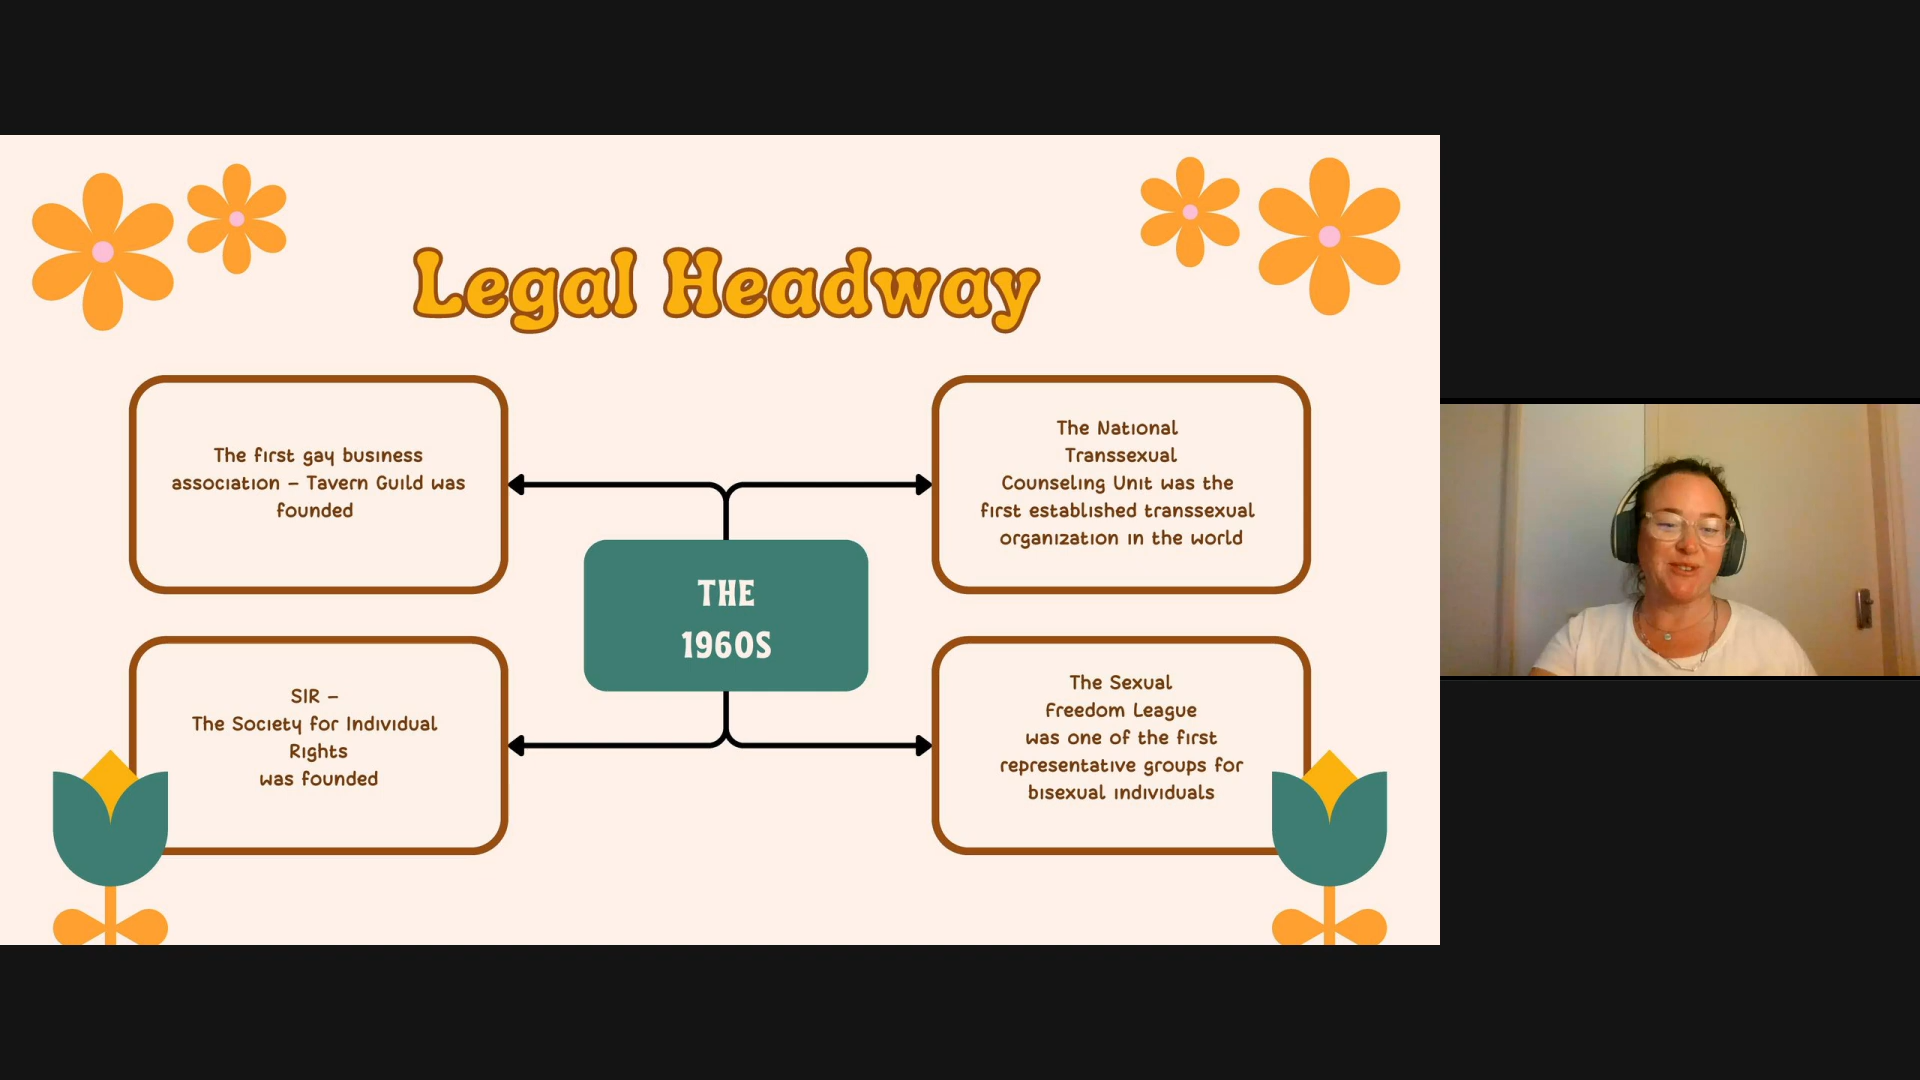 Legal Headway
The first gay business
association – Tavern Guild was
founded
The National
Transsexual
Counseling Unit was the
first established transsexual
organization in the world
THE
1960S
SIR –
The Society for Individual
Rights
was founded
The Sexual
Freedom League
was one of the first
representative groups for
bisexual individuals